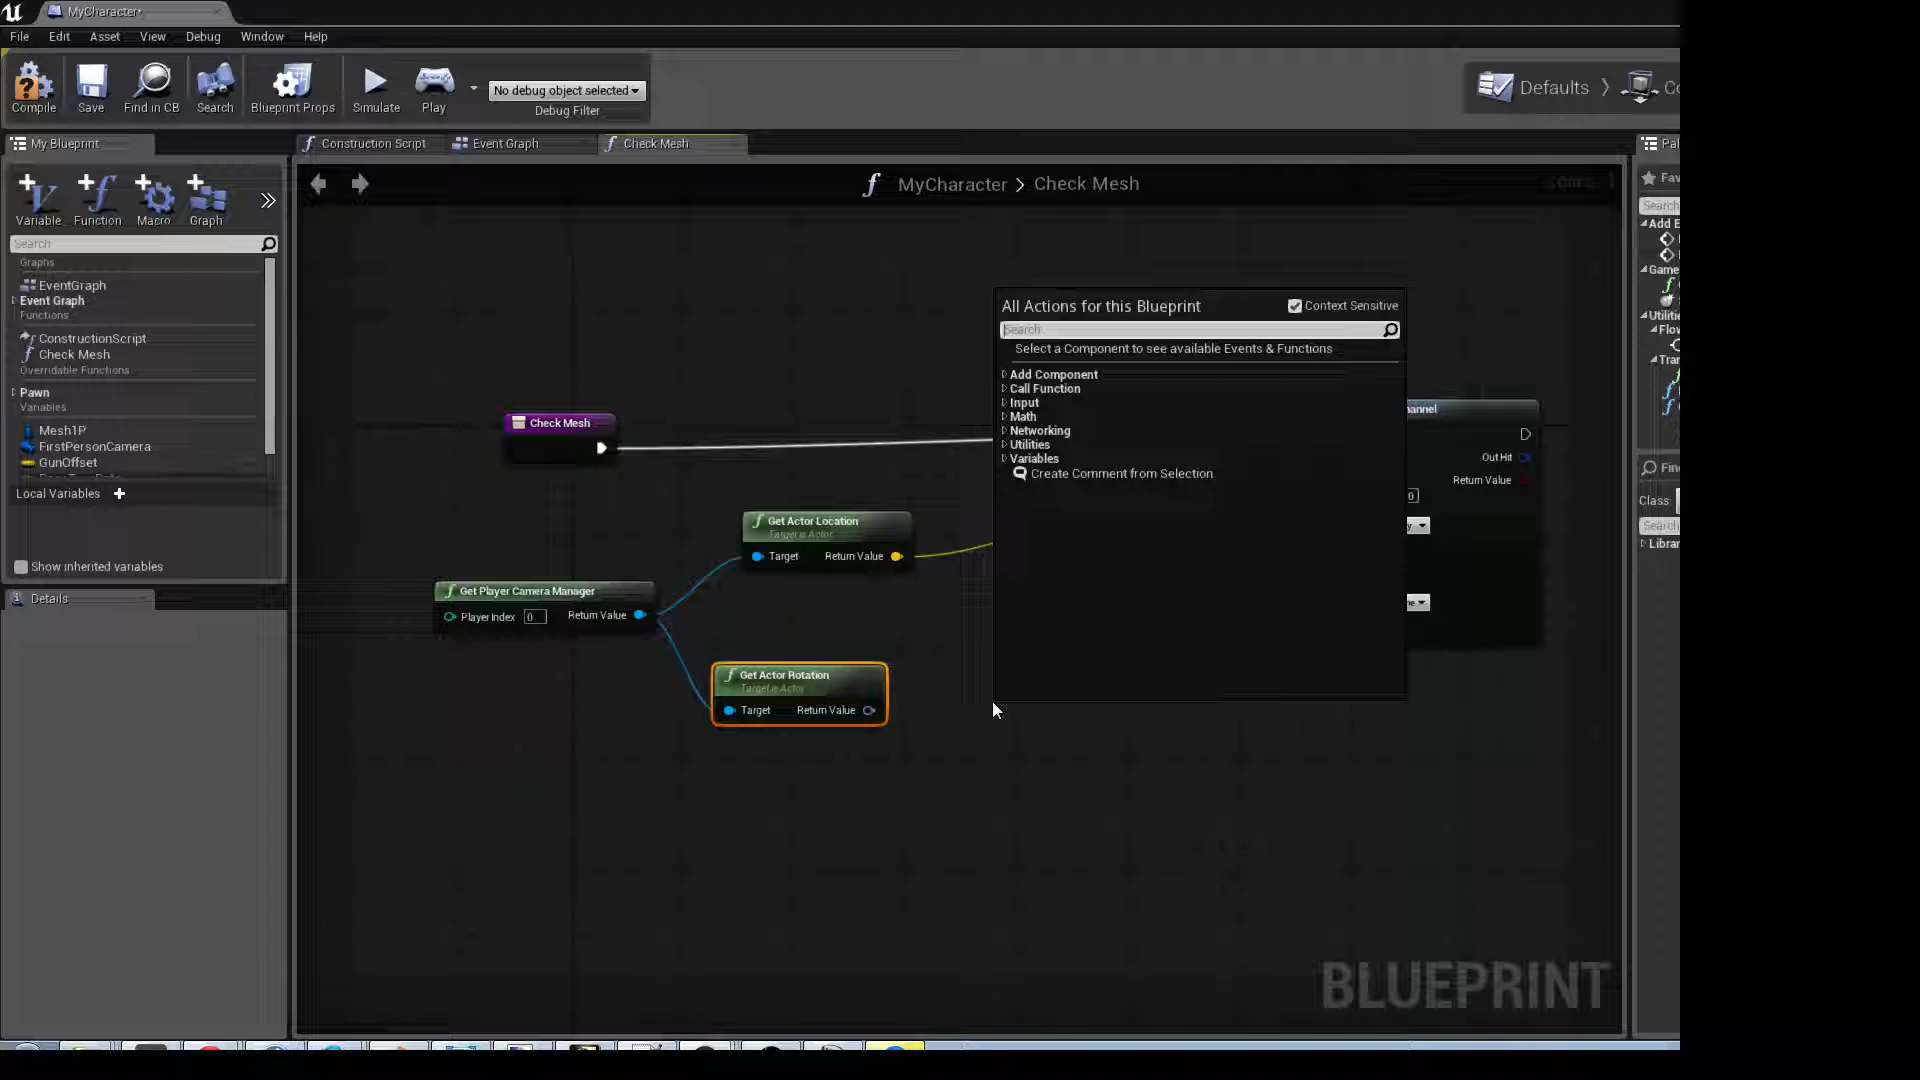 MyCharacter*
File Edit Asset View Debug Window Help
Compile Save Find in CB Search Blueprint Props Simulate Play
No debug object selected
Debug Filter
Defaults
My Blueprint
Construction Script Event Graph Check Mesh
Variable Function Macro Graph
MyCharacter > Check Mesh
Search
Graphs
EventGraph
Event Graph
Functions
ConstructionScript
Check Mesh
Overridable Functions
Pawn
Variables
Mesh1P
FirstPersonCamera
GunOffset
Local Variables
Show inherited variables
Details
Check Mesh
Get Actor Location
Target is Actor
Target Return Value
Get Player Camera Manager
Player Index 0 Return Value
Get Actor Rotation
Target is Actor
Target Return Value
All Actions for this Blueprint Context Sensitive
Search
Select a Component to see available Events & Functions
Add Component
Call Function
Input
Math
Networking
Utilities
Variables
Create Comment from Selection
Out Hit
Return Value
Search
Add E
Game
Class:
Search
BLUEPRINT